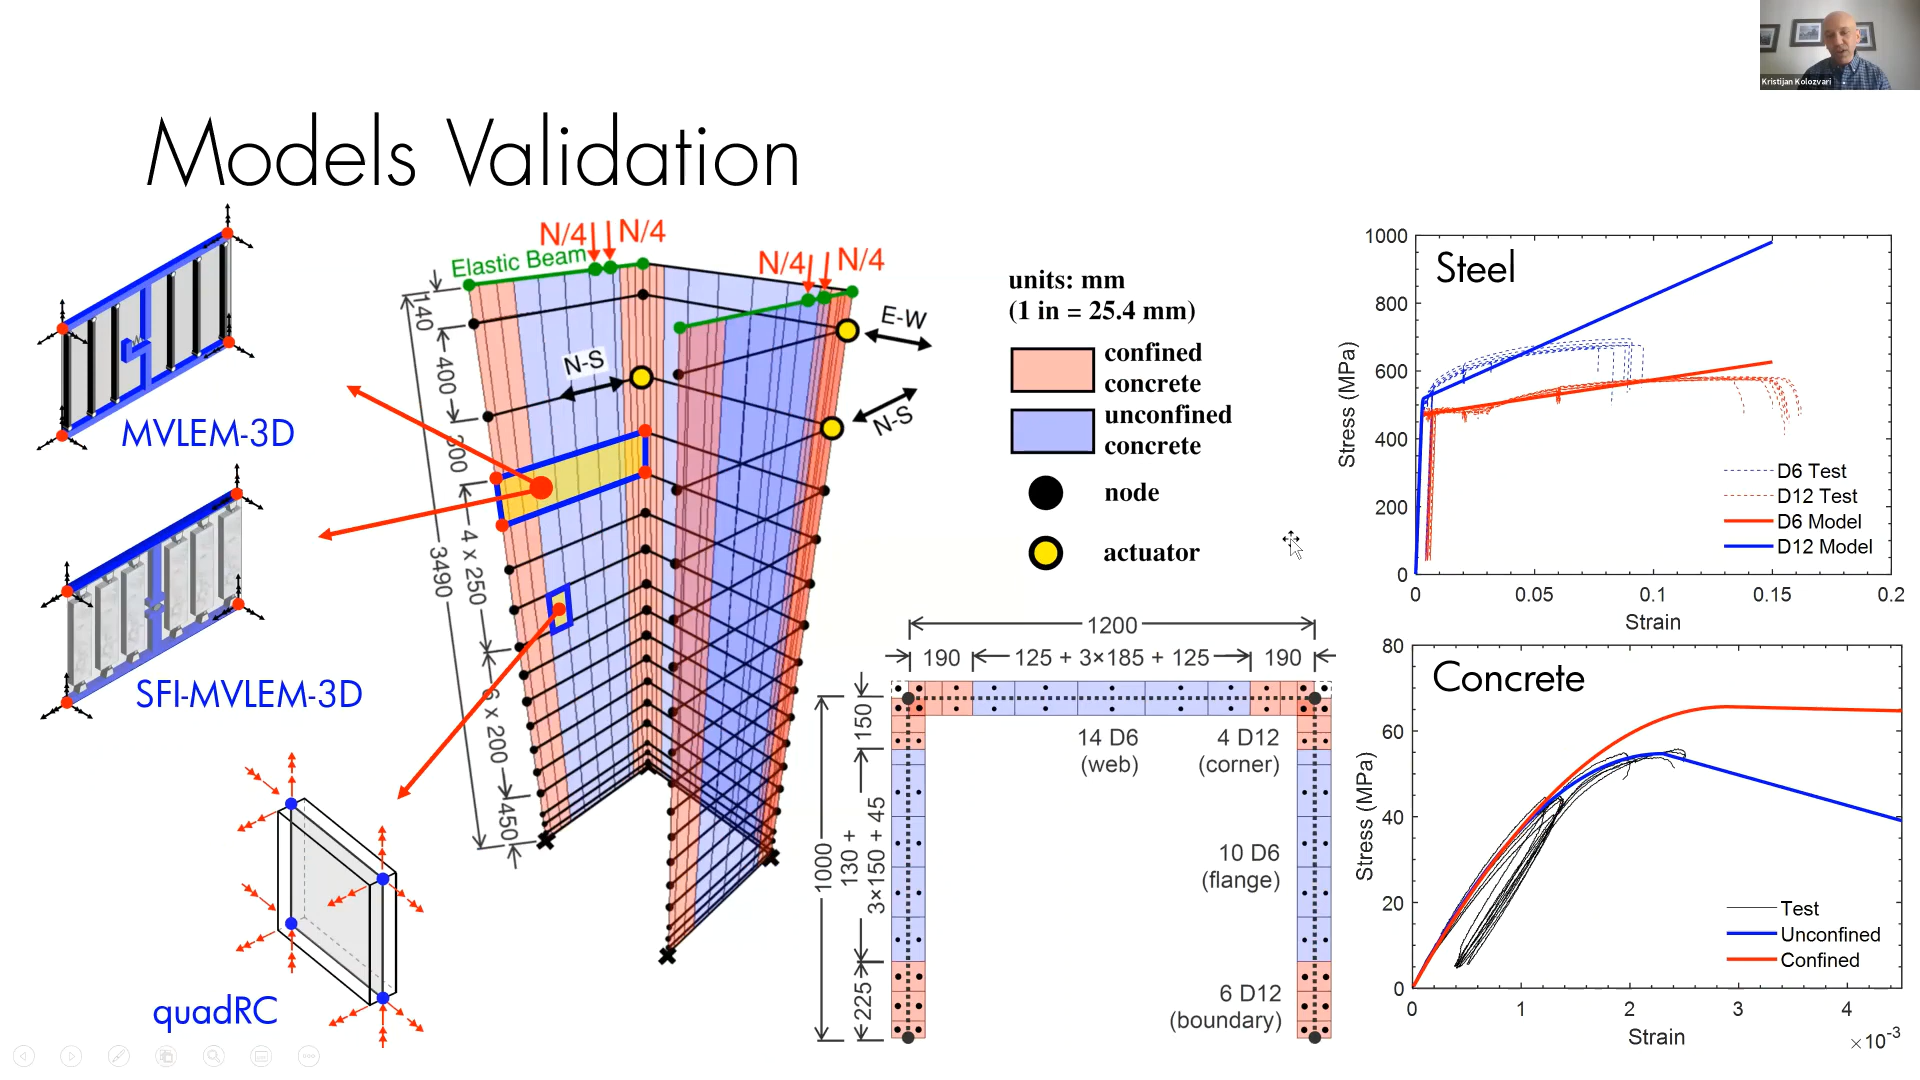 Kristijan Kolozvari
Models Validation
MVLEM-3D
SFI-MVLEM-3D
quadRC
N/4
N/4
N/4
N/4
Elastic Beam
E-W
N-S
N-S
140
400
300
4 x 250
3490
6 x 200
450
units: mm
(1 in = 25.4 mm)
confined
concrete
unconfined
concrete
node
actuator
1200
190
125 + 3×185 + 125
190
150
1000
130 +
3×150 + 45
225
14 D6
(web)
4 D12
(corner)
10 D6
(flange)
6 D12
(boundary)
Steel
1000
800
600
400
200
0
Stress (MPa)
0
0.05
0.1
0.15
0.2
Strain
D6 Test
D12 Test
D6 Model
D12 Model
Concrete
80
60
40
20
0
Stress (MPa)
0
1
2
3
4
Strain
×10-3
Test
Unconfined
Confined